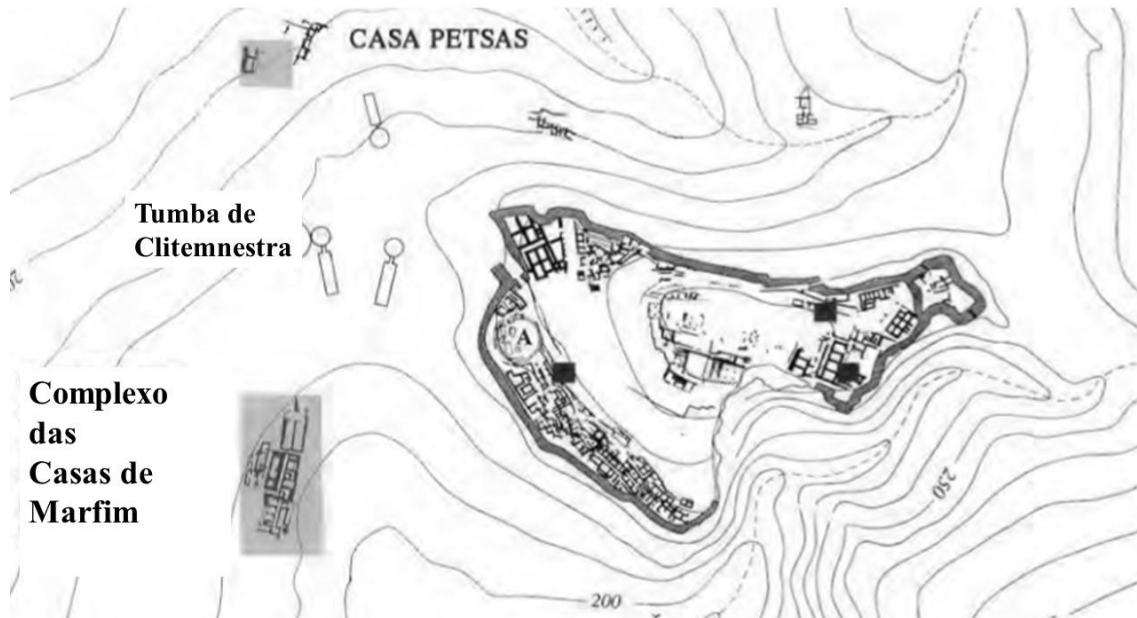 CASA PETSAS
Tumba de
Clitemnestra
A
Complexo
das
Casas de
Marfim
250
200